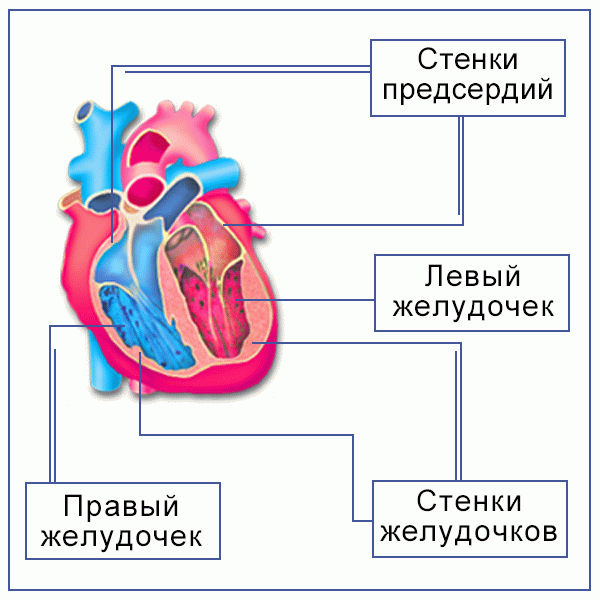 Стенки
предсердий
Левый
желудочек
Правый
желудочек
Стенки
желудочков